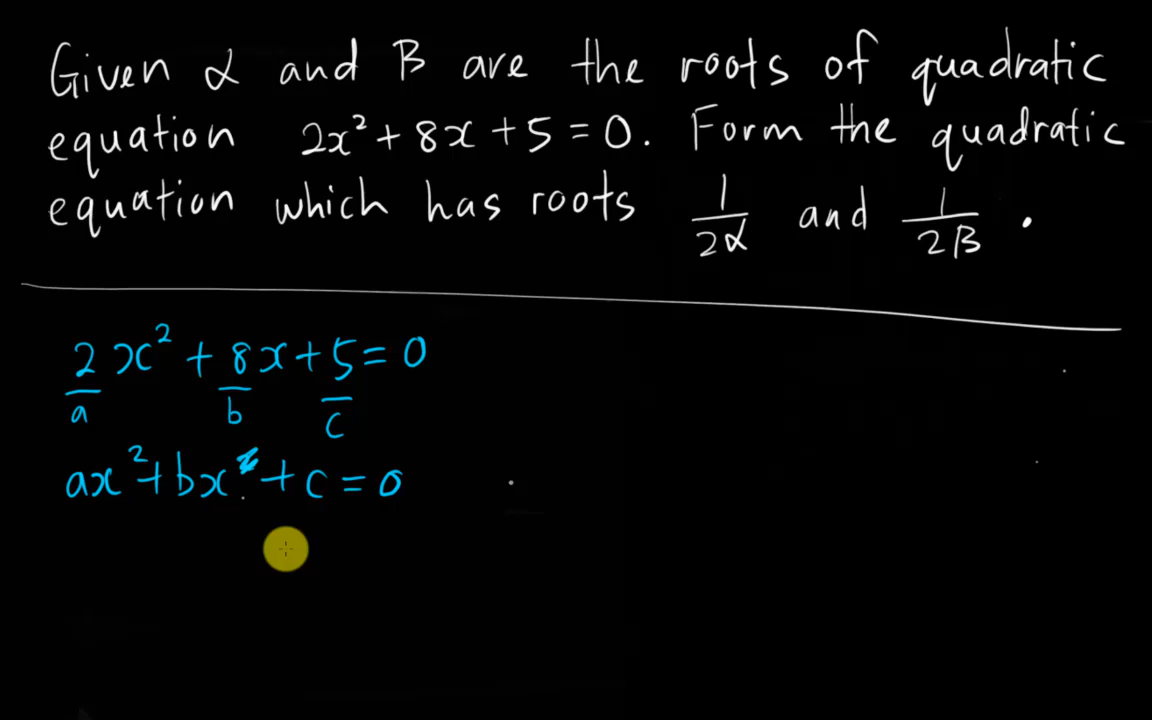 Given α and β are the roots of quadratic
equation 2x² + 8x + 5 = 0. Form the quadratic
equation which has roots 1/2α and 1/2β .
2x² + 8x + 5 = 0
a b c
ax² + bx + c = 0